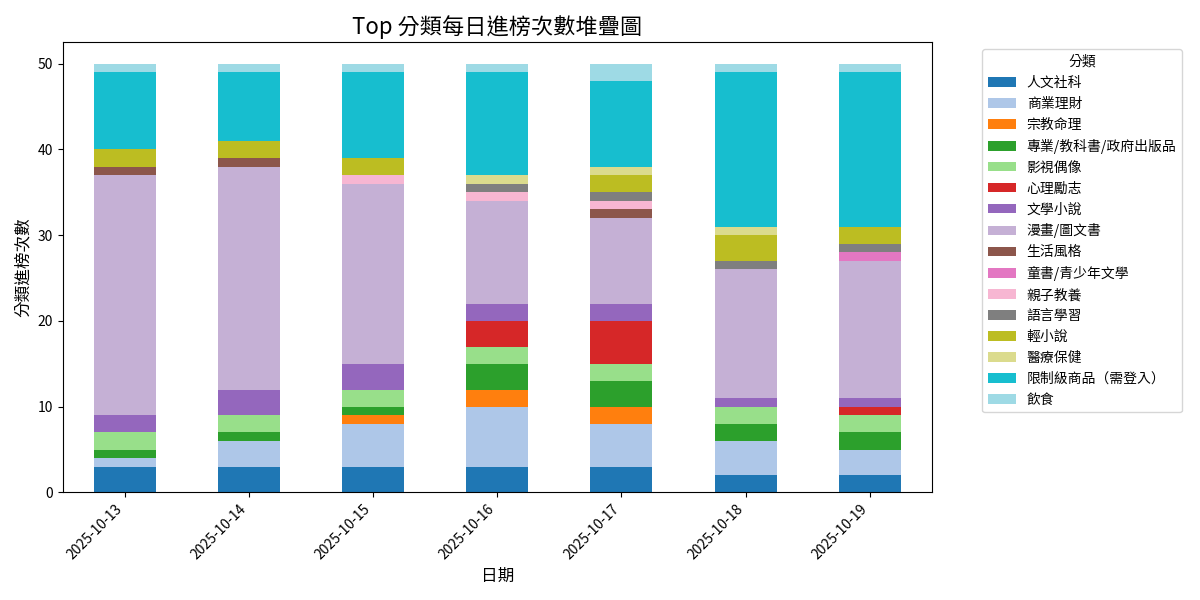 Top 分類每日進榜次數堆疊圖
分類進榜次數
50
40
30
20
10
0
2025-10-13
2025-10-14
2025-10-15
2025-10-16
2025-10-17
2025-10-18
2025-10-19
日期
分類
人文社科
商業理財
宗教命理
專業/教科書/政府出版品
影視偶像
心理勵志
文學小說
漫畫/圖文書
生活風格
童書/青少年文學
親子教養
語言學習
輕小說
醫療保健
限制級商品（需登入）
飲食